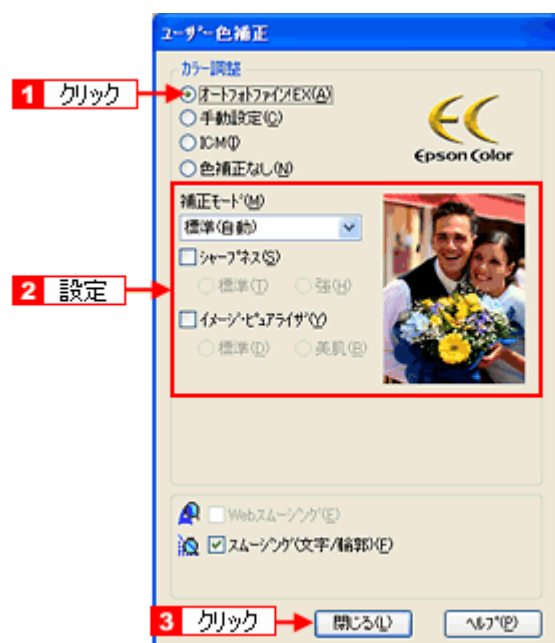 ユーザー色補正
カラー調整
1 クリック
オートフォトファイン!EX(A)
手動設定(C)
ICM(I)
色補正なし(N)
EPSON Color
補正モード(M)
標準(自動)
シャープネス(S)
標準(T) 強(H)
2 設定
イメージ・ピュアライザ(Y)
標準(D) 美肌(B)
Webスムージング(E)
スムージング(文字/輪郭)(F)
3 クリック
閉じる(L) ヘルプ(P)